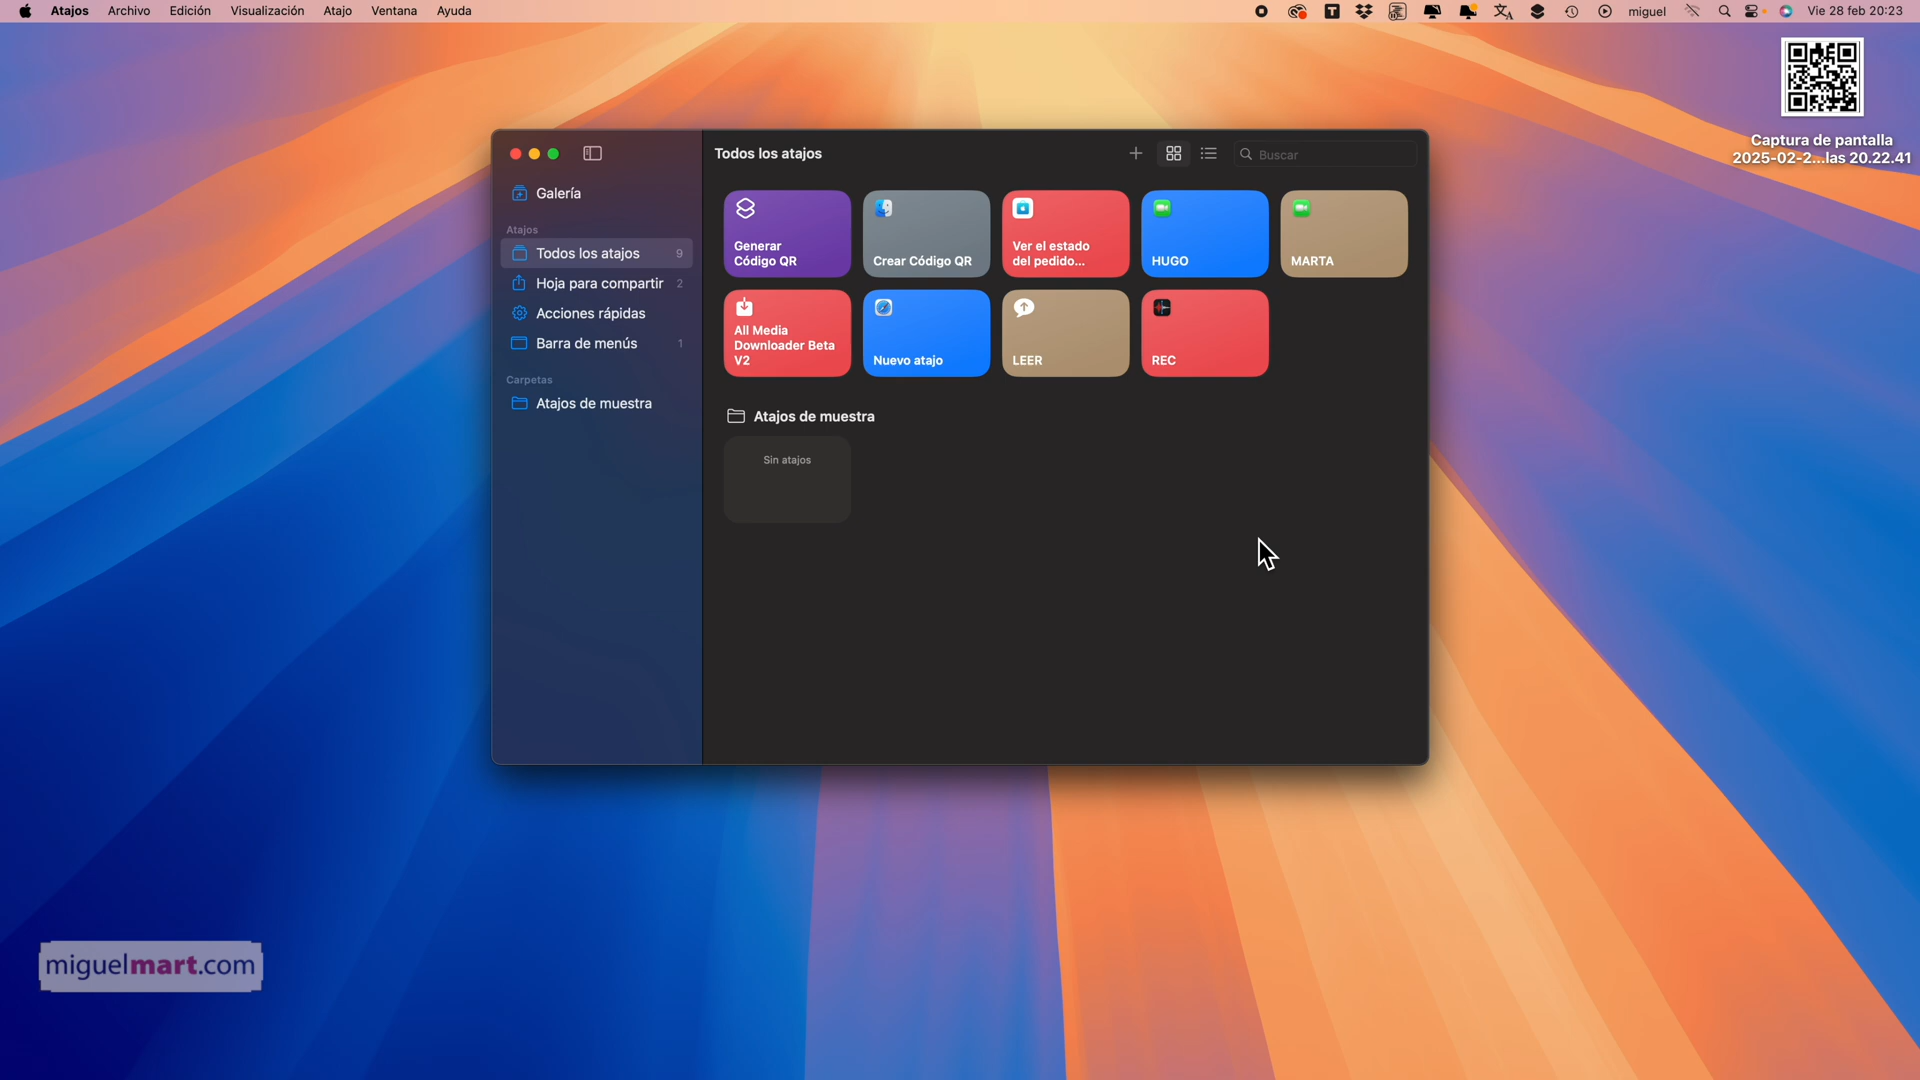 Atajos Archivo Edición Visualización Atajo Ventana Ayuda
miguel Vie 28 feb 20:23
Captura de pantalla
2025-02-2...las 20.22.41
Todos los atajos
Buscar
Galería
Atajos
Todos los atajos 9
Hoja para compartir 2
Acciones rápidas
Barra de menús 1
Carpetas
Atajos de muestra
Generar
Código QR
Crear Código QR
Ver el estado
del pedido...
HUGO
MARTA
All Media
Downloader Beta
V2
Nuevo atajo
LEER
REC
Atajos de muestra
Sin atajos
miguelmart.com